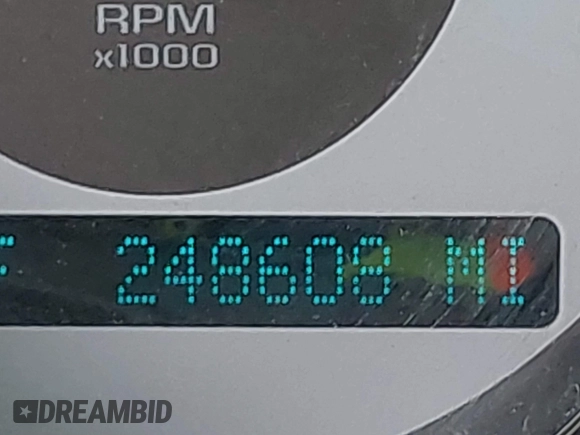 RPM
x1000
F 248608 MI
DREAMBID